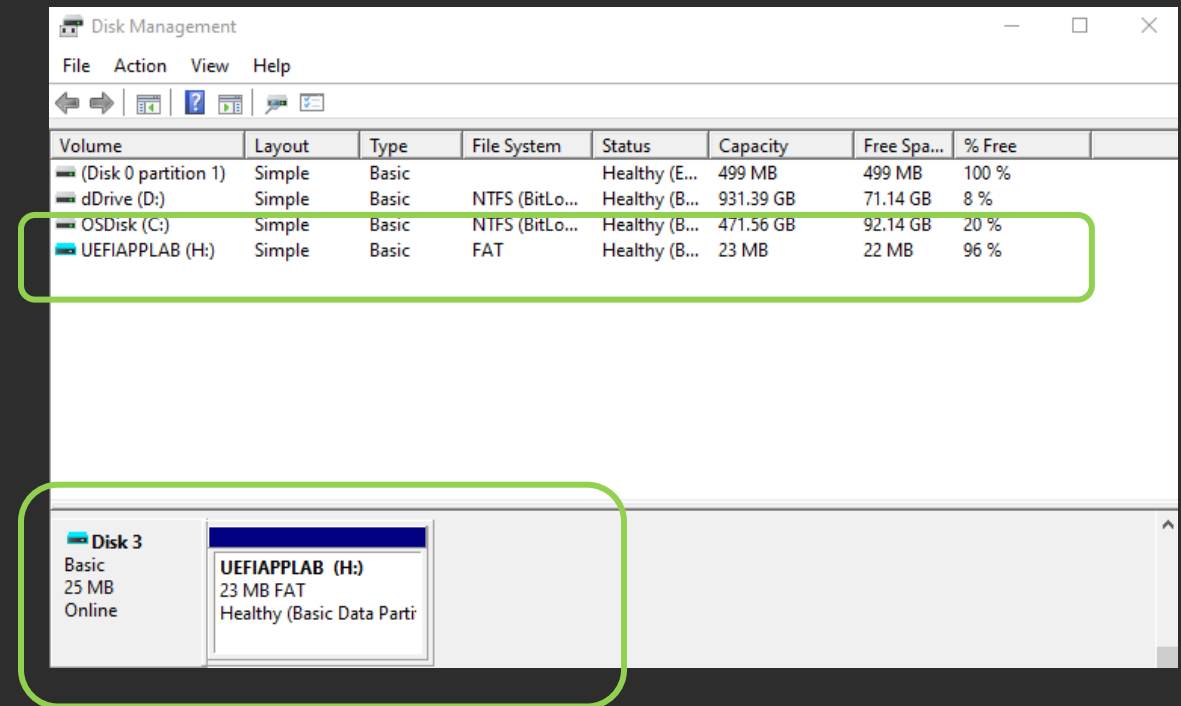 Disk Management
File Action View Help
Volume Layout Type File System Status Capacity Free Spa... % Free
(Disk 0 partition 1) Simple Basic Healthy (E... 499 MB 499 MB 100 %
dDrive (D:) Simple Basic NTFS (BitLo... Healthy (B... 931.39 GB 71.14 GB 8 %
OSDisk (C:) Simple Basic NTFS (BitLo... Healthy (B... 471.56 GB 92.14 GB 20 %
UEFIAPPLAB (H:) Simple Basic FAT Healthy (B... 23 MB 22 MB 96 %
Disk 3
Basic
25 MB
Online
UEFIAPPLAB (H:)
23 MB FAT
Healthy (Basic Data Parti